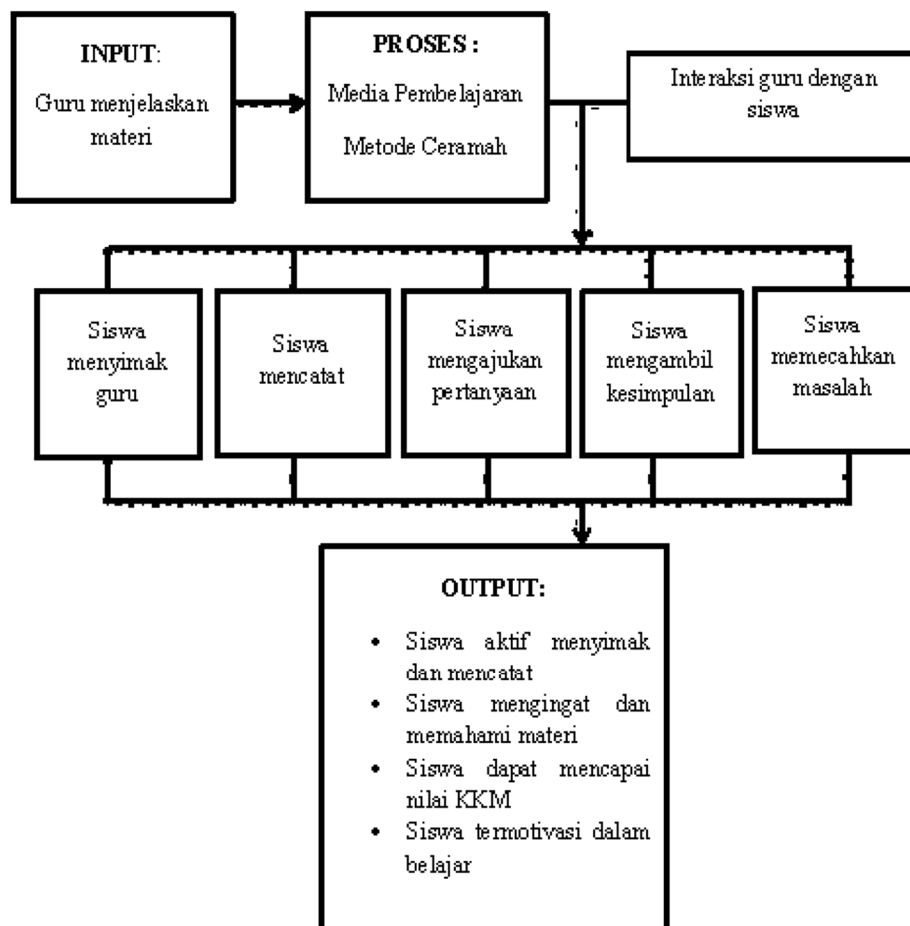 INPUT:
Guru menjelaskan
materi
PROSES :
Media Pembelajaran
Metode Ceramah
Interaksi guru dengan
siswa
Siswa
menyimak
guru
Siswa
mencatat
Siswa
mengajukan
pertanyaan
Siswa
mengambil
kesimpulan
Siswa
memecahkan
masalah
OUTPUT:
• Siswa aktif menyimak
dan mencatat
• Siswa mengingat dan
memahami materi
• Siswa dapat mencapai
nilai KKM
• Siswa termotivasi dalam
belajar